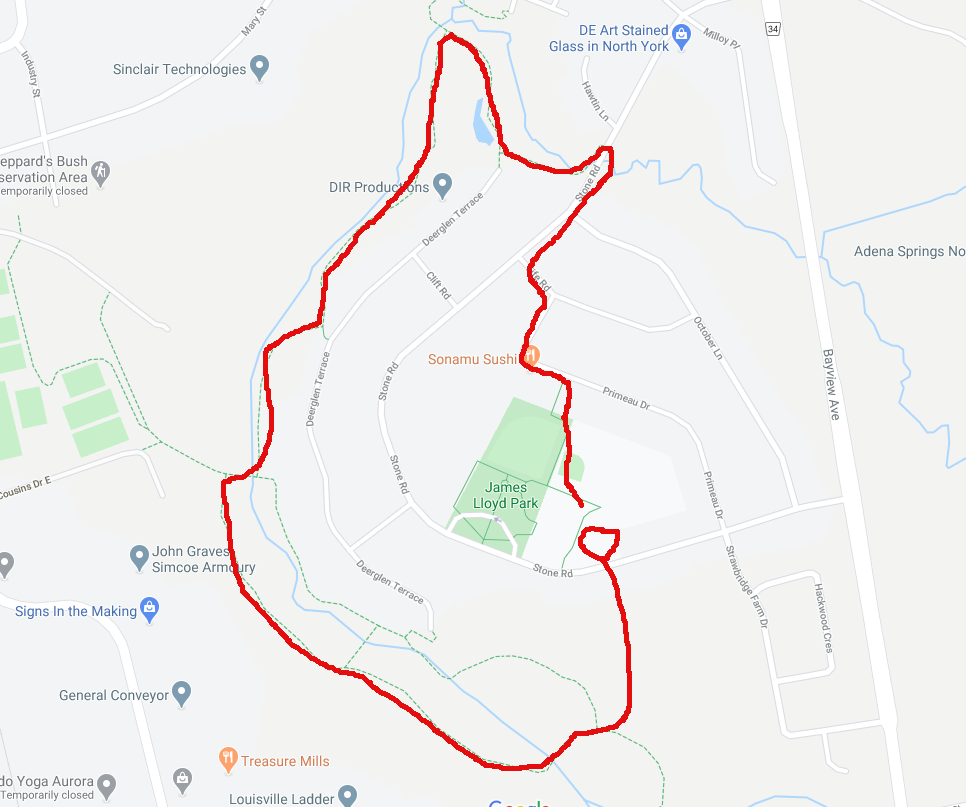 Mary St
34
DE Art Stained
Glass in North York
Milloy Pl
Industry St
Sinclair Technologies
Hawtin Ln
eppard's Bush
servation Area
emporarily closed
DIR Productions
Stone Rd
Deerglen Terrace
Adena Springs No
Clift Rd
ife Rd
October Ln
Sonamu Sushi
Bayview Ave
Stone Rd
Deerglen Terrace
Primeau Dr
Stone Rd
James
Lloyd Park
Cousins Dr E
Primeau Dr
John Graves
Simcoe Armoury
Stone Rd
Deerglen Terrace
Strawbridge Farm Dr
Hackwood Cres
Signs In the Making
General Conveyor
Treasure Mills
do Yoga Aurora
Temporarily closed
Louisville Ladder
Google